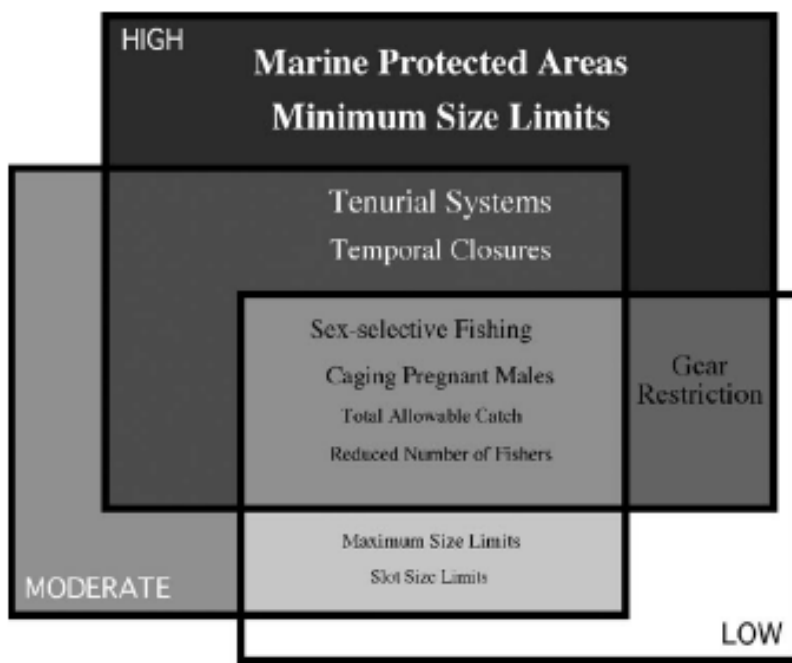 HIGH
Marine Protected Areas
Minimum Size Limits
Tenurial Systems
Temporal Closures
Sex-selective Fishing
Caging Pregnant Males
Total Allowable Catch
Reduced Number of Fishers
Gear
Restriction
Maximum Size Limits
Slot Size Limits
MODERATE
LOW